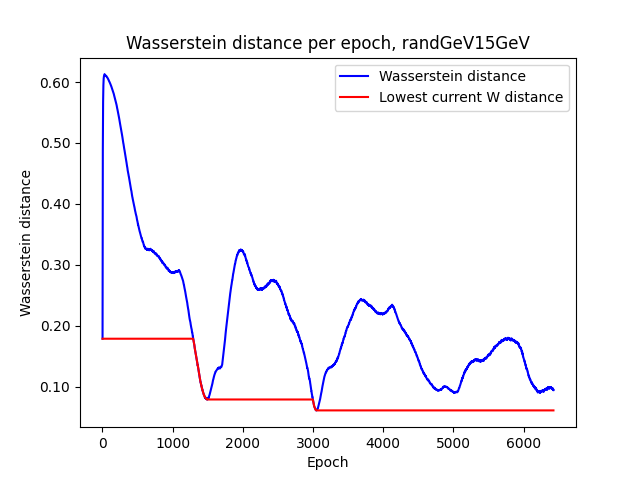 Wasserstein distance per epoch, randGeV15GeV
Wasserstein distance
Lowest current W distance
0.60
0.50
0.40
0.30
0.20
0.10
Wasserstein distance
0 1000 2000 3000 4000 5000 6000
Epoch